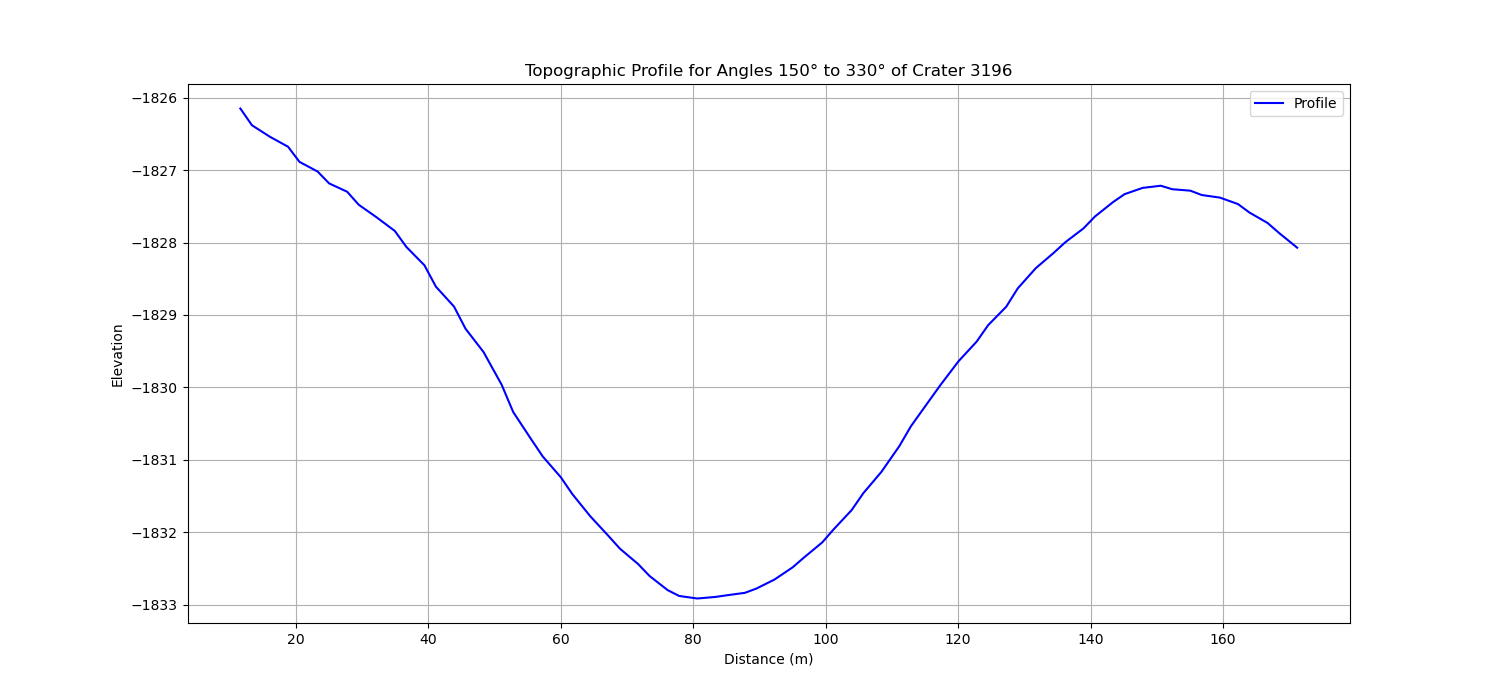 Topographic Profile for Angles 150° to 330° of Crater 3196
Profile
−1826
−1827
−1828
−1829
−1830
−1831
−1832
−1833
Elevation
20 40 60 80 100 120 140 160
Distance (m)